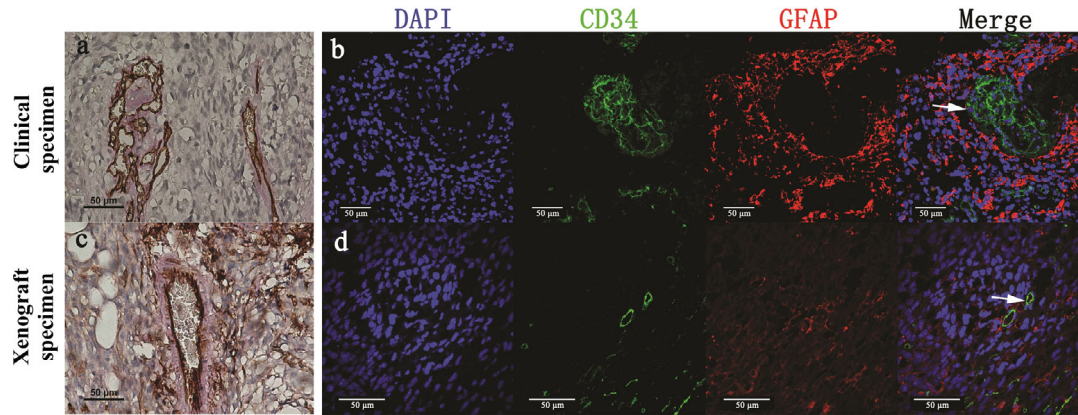 DAPI CD34 GFAP Merge
Clinical
specimen
a
50 µm
b
50 µm 50 µm 50 µm 50 µm
Xenograft
specimen
c
50 µm
d
50 µm 50 µm 50 µm 50 µm